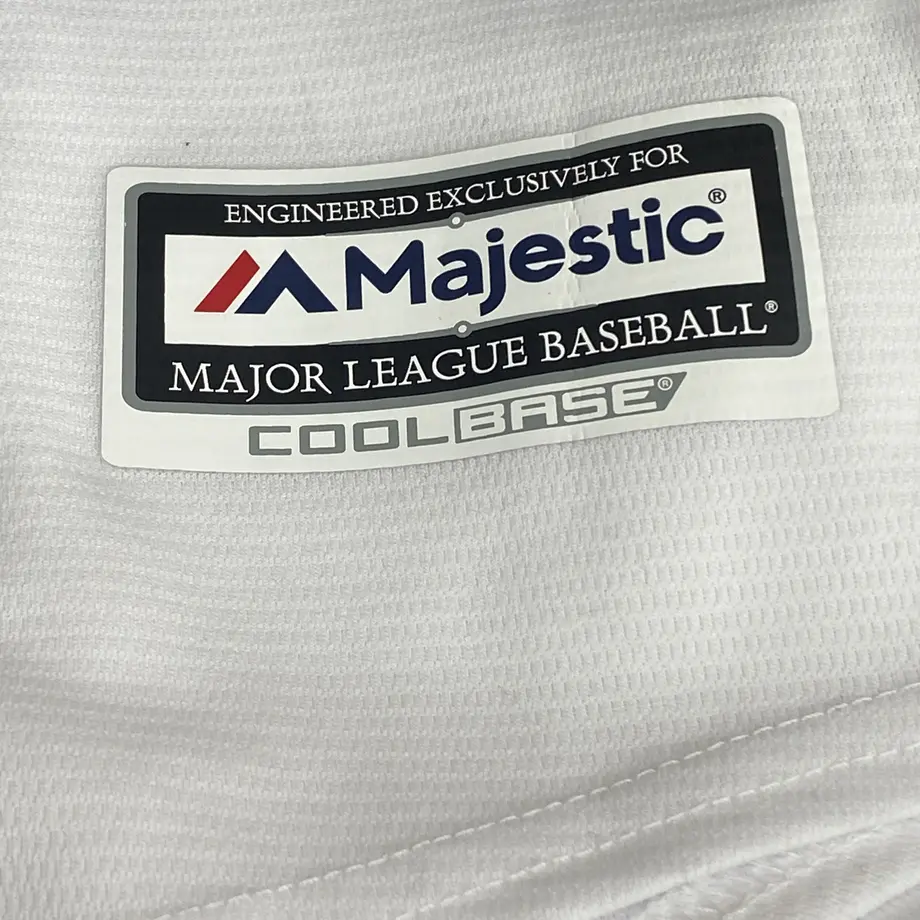 ENGINEERED EXCLUSIVELY FOR
Majestic®
MAJOR LEAGUE BASEBALL®
COOLBASE®